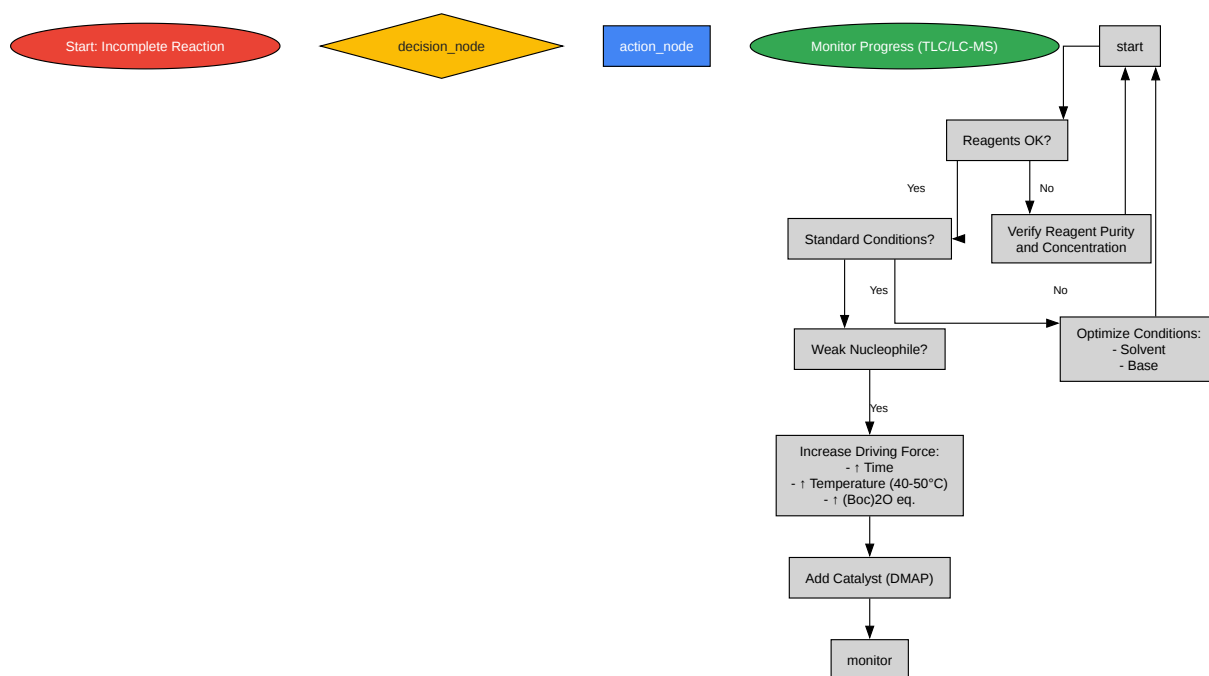 Start: Incomplete Reaction
decision_node
action_node
Monitor Progress (TLC/LC-MS)
start
Reagents OK?
Yes
No
Verify Reagent Purity
and Concentration
Standard Conditions?
Yes
No
Optimize Conditions:
- Solvent
- Base
Weak Nucleophile?
Yes
Increase Driving Force:
- ↑ Time
- ↑ Temperature (40-50°C)
- ↑ (Boc)2O eq.
Add Catalyst (DMAP)
monitor